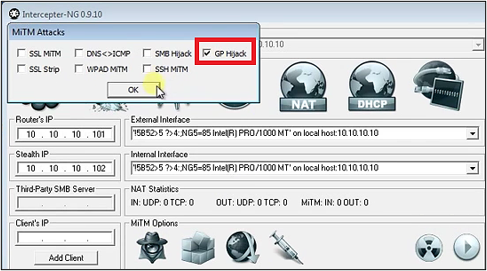 Intercepter-NG 0.9.10
MiTM Attacks
SSL MiTM
DNS<>ICMP
SMB Hijack
GP Hijack
SSL Strip
WPAD MiTM
SSH MiTM
OK
10.10.10
NAT
DHCP
Router's IP
10 . 10 . 10 . 101
External Interface
'!5B52>5 ?>4:;NG5=85 Intel(R) PRO/1000 MT' on local host:10.10.10.10
Stealth IP
10 . 10 . 10 . 102
Internal Interface
'!5B52>5 ?>4:;NG5=85 Intel(R) PRO/1000 MT' on local host:10.10.10.10
Third-Party SMB Server
NAT Statistics
IN: UDP: 0 TCP: 0
OUT: UDP: 0 TCP: 0
MiTM: IN: 0 OUT: 0
Client's IP
MiTM Options
Add Client